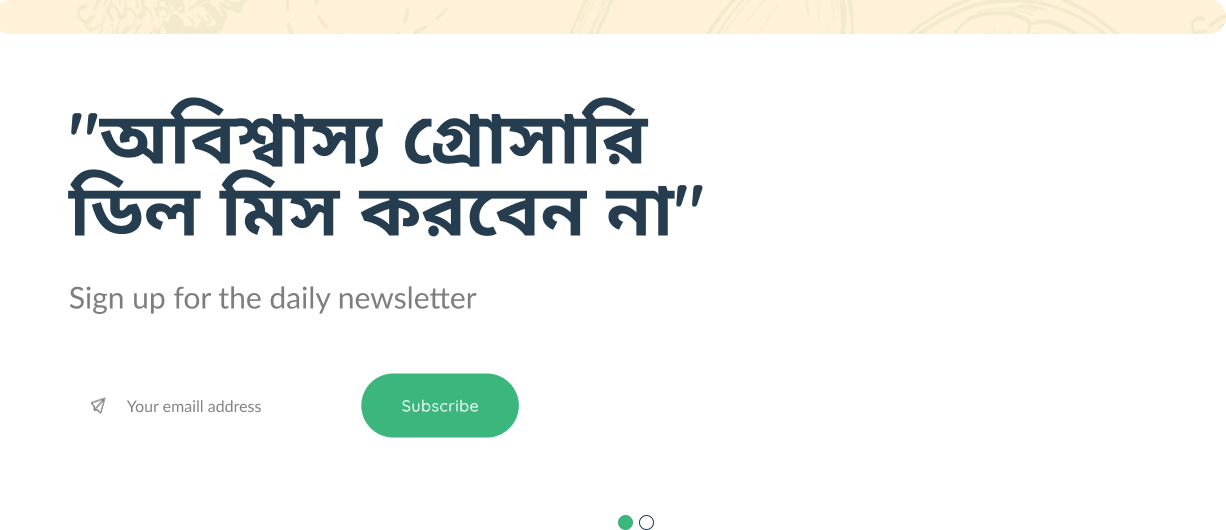 "অবিশ্বাস্য গ্রোসারি
ডিল মিস করবেন না"
Sign up for the daily newsletter
Your emaill address
Subscribe